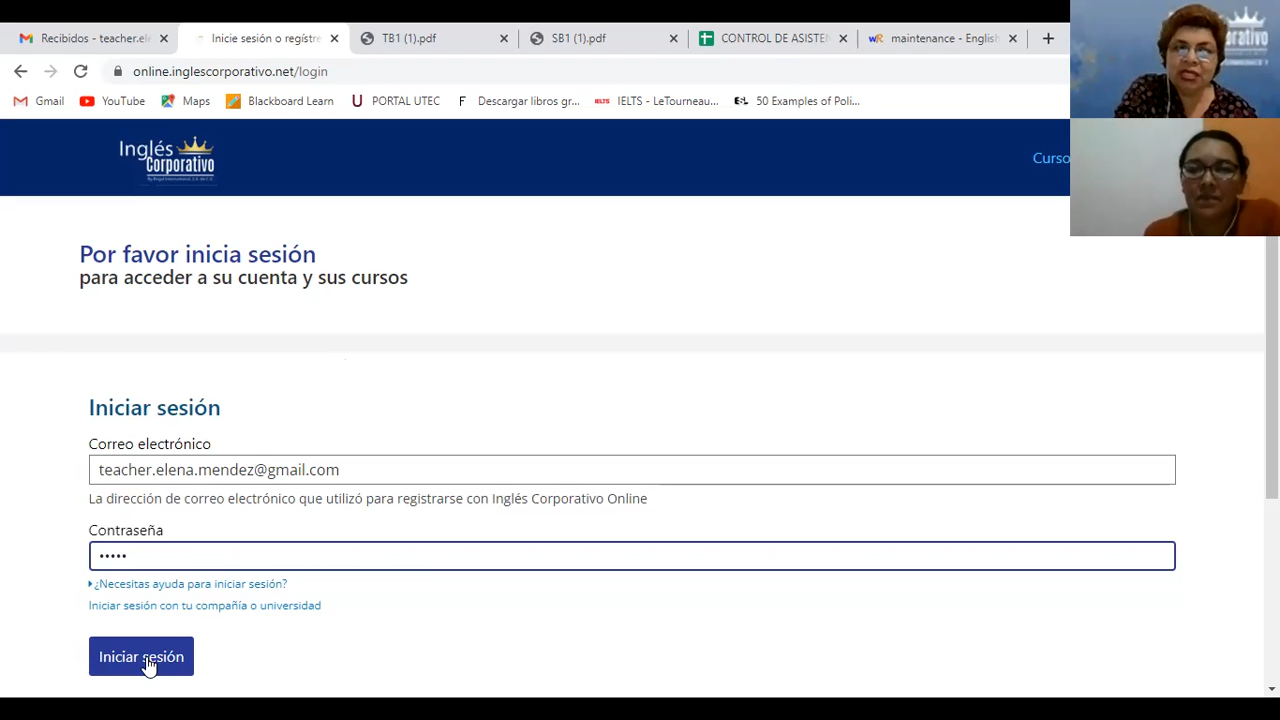 Recibidos - teacher.ele
Inicie sesión o regístre
TB1 (1).pdf
SB1 (1).pdf
CONTROL DE ASISTEN
maintenance - English
online.inglescorporativo.net/login
Gmail
YouTube
Maps
Blackboard Learn
PORTAL UTEC
Descargar libros gr...
IELTS - LeTourneau...
50 Examples of Poli...
Inglés
Corporativo
Curso
Por favor inicia sesión
para acceder a su cuenta y sus cursos
Iniciar sesión
Correo electrónico
teacher.elena.mendez@gmail.com
La dirección de correo electrónico que utilizó para registrarse con Inglés Corporativo Online
Contraseña
•••••
¿Necesitas ayuda para iniciar sesión?
Iniciar sesión con tu compañía o universidad
Iniciar sesión